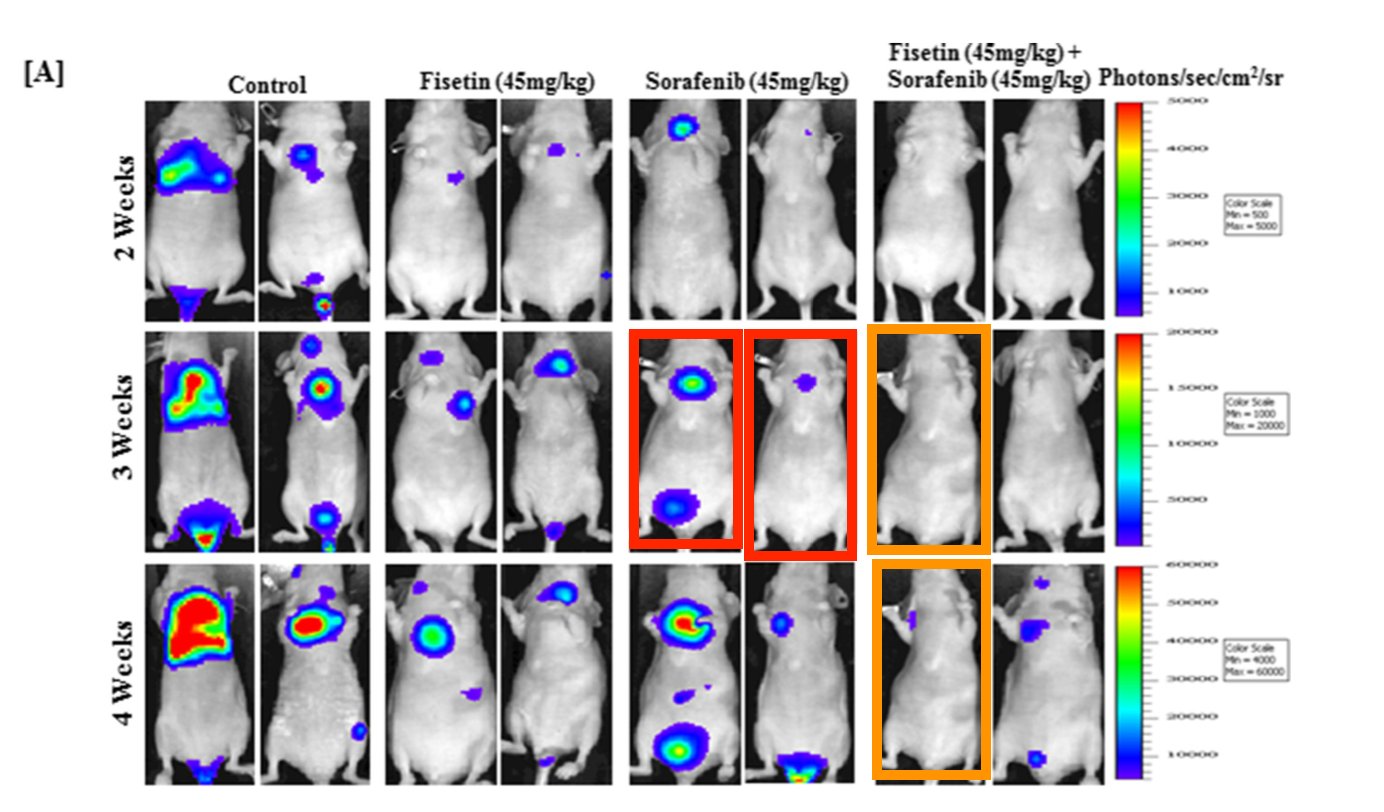 [A]
Control
Fisetin (45mg/kg)
Sorafenib (45mg/kg)
Fisetin (45mg/kg) +
Sorafenib (45mg/kg)
Photons/sec/cm²/sr
2 Weeks
5000
4000
3000
2000
1000
Color Scale
Min = 500
Max = 5000
3 Weeks
20000
15000
10000
5000
Color Scale
Min = 1000
Max = 20000
4 Weeks
60000
50000
40000
30000
20000
10000
Color Scale
Min = 4000
Max = 60000